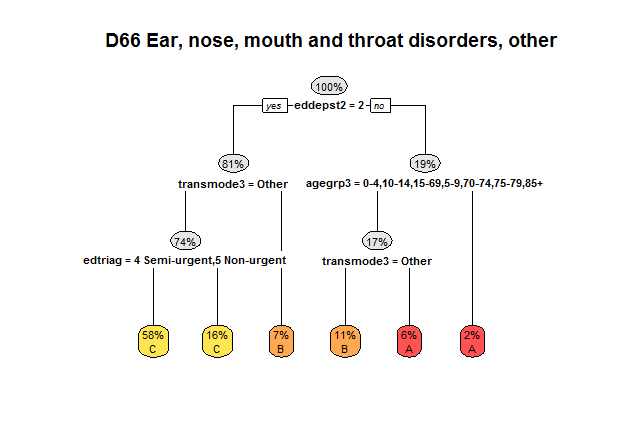 D66 Ear, nose, mouth and throat disorders, other
100%
yes eddepst2 = 2 no
81% 19%
transmode3 = Other agegrp3 = 0-4,10-14,15-69,5-9,70-74,75-79,85+
74% 17%
edtriag = 4 Semi-urgent,5 Non-urgent transmode3 = Other
58% 16% 7% 11% 6% 2%
C C B B A A